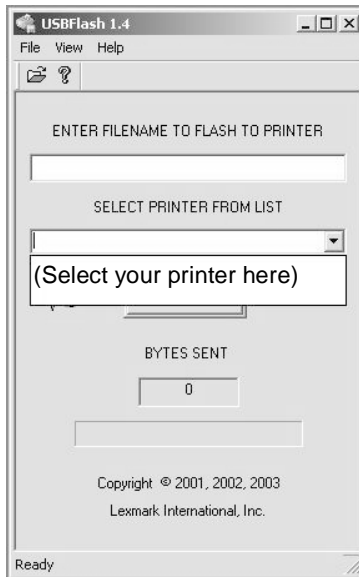 USBFlash 1.4
File View Help
ENTER FILENAME TO FLASH TO PRINTER
SELECT PRINTER FROM LIST
(Select your printer here)
BYTES SENT
0
Copyright © 2001, 2002, 2003
Lexmark International, Inc.
Ready